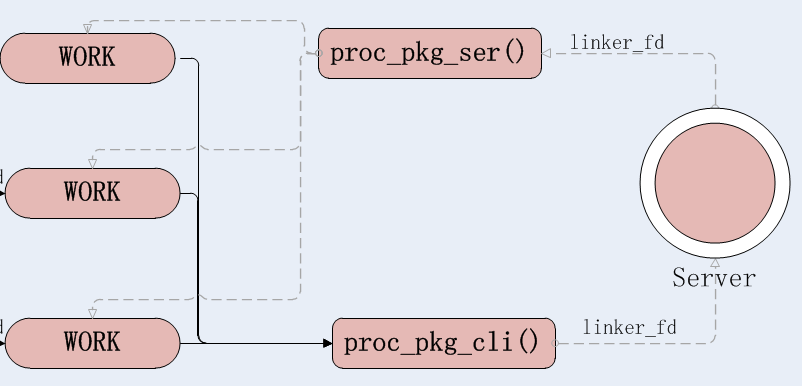 linker_fd
WORK
proc_pkg_ser()
WORK
Server
linker_fd
WORK
proc_pkg_cli()